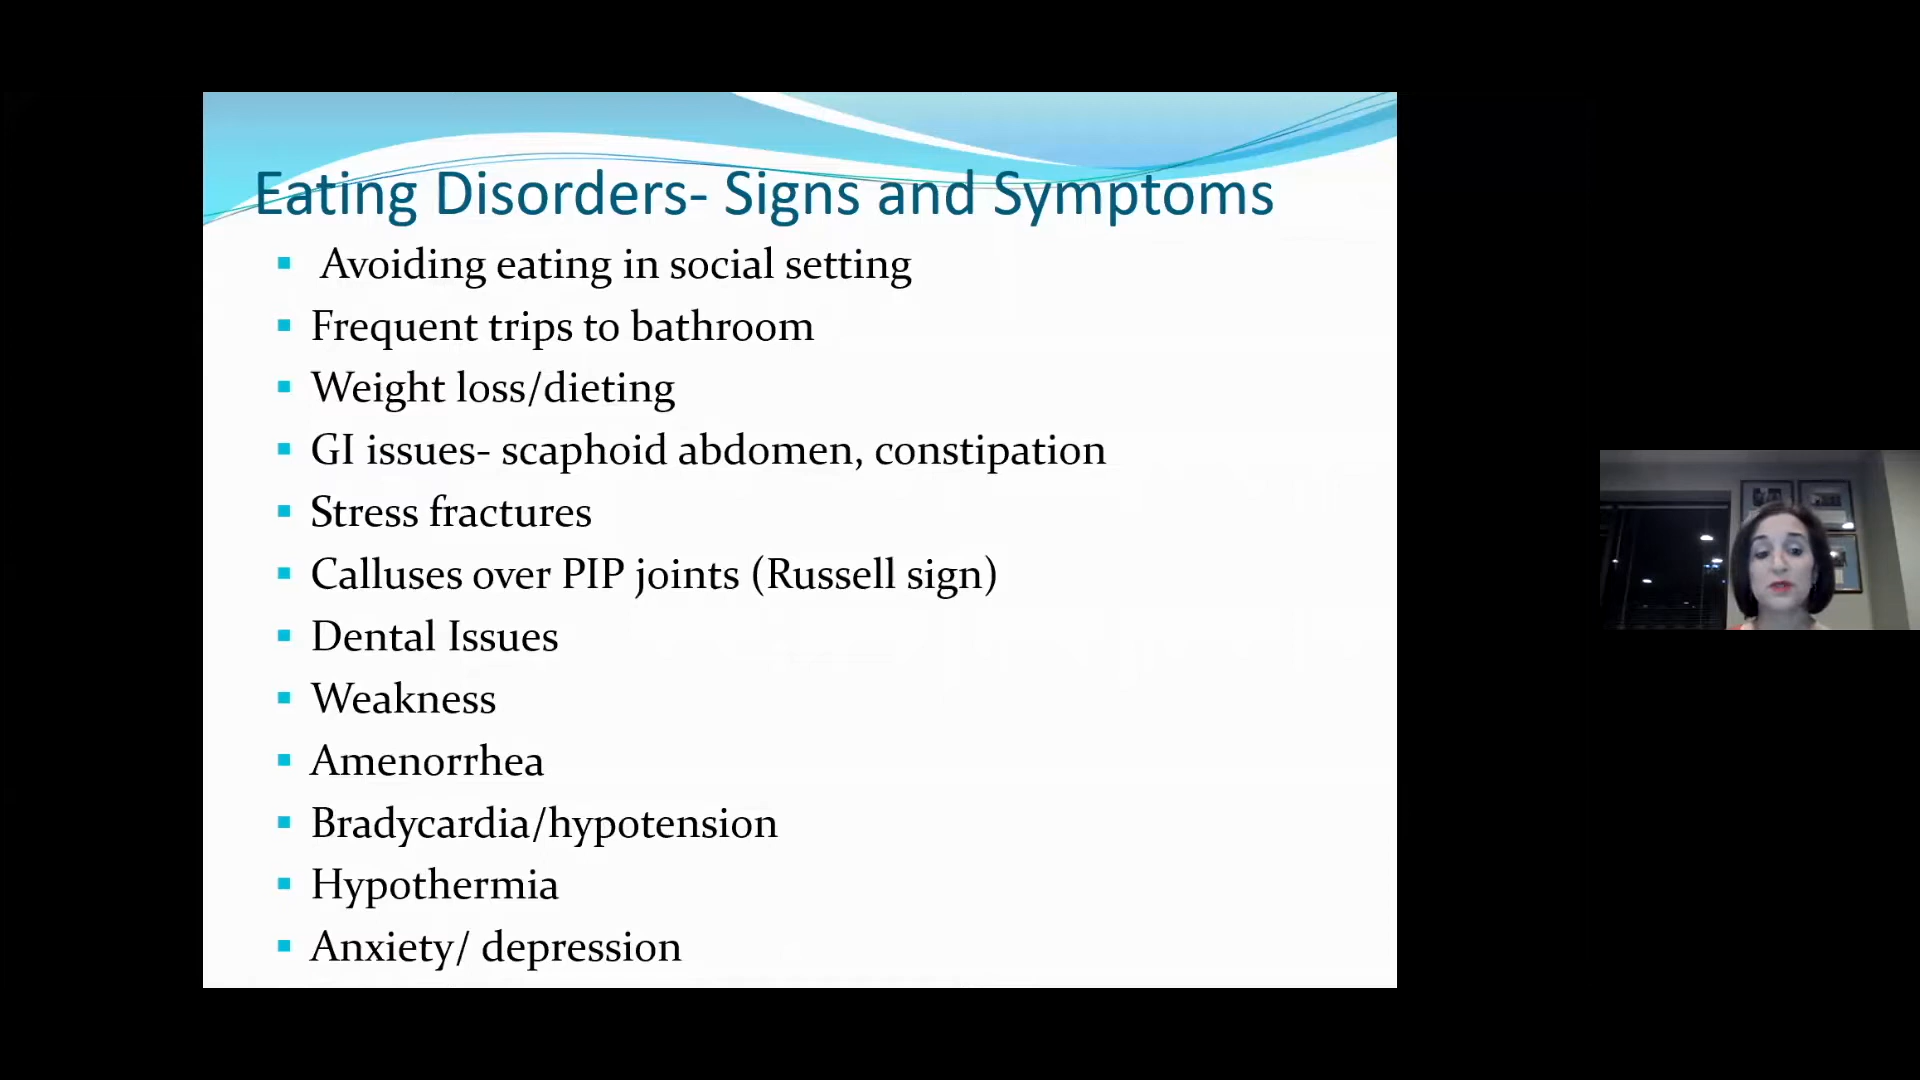 Eating Disorders- Signs and Symptoms
Avoiding eating in social setting
Frequent trips to bathroom
Weight loss/dieting
GI issues- scaphoid abdomen, constipation
Stress fractures
Calluses over PIP joints (Russell sign)
Dental Issues
Weakness
Amenorrhea
Bradycardia/hypotension
Hypothermia
Anxiety/ depression